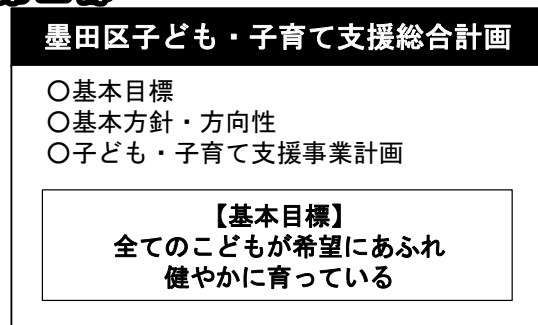 墨田区子ども・子育て支援総合計画
〇基本目標
〇基本方針・方向性
〇子ども・子育て支援事業計画
【基本目標】
全てのこどもが希望にあふれ
健やかに育っている